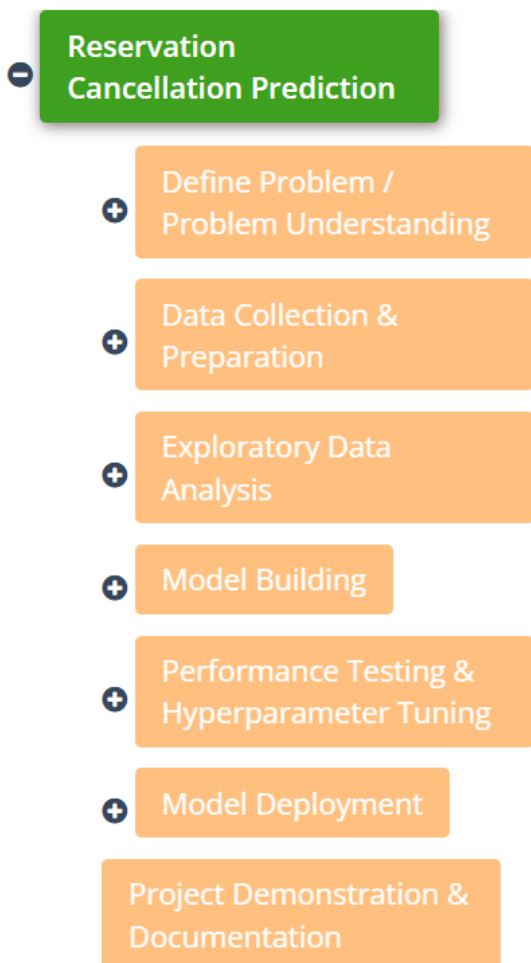 Reservation
Cancellation Prediction
Define Problem /
Problem Understanding
Data Collection &
Preparation
Exploratory Data
Analysis
Model Building
Performance Testing &
Hyperparameter Tuning
Model Deployment
Project Demonstration &
Documentation